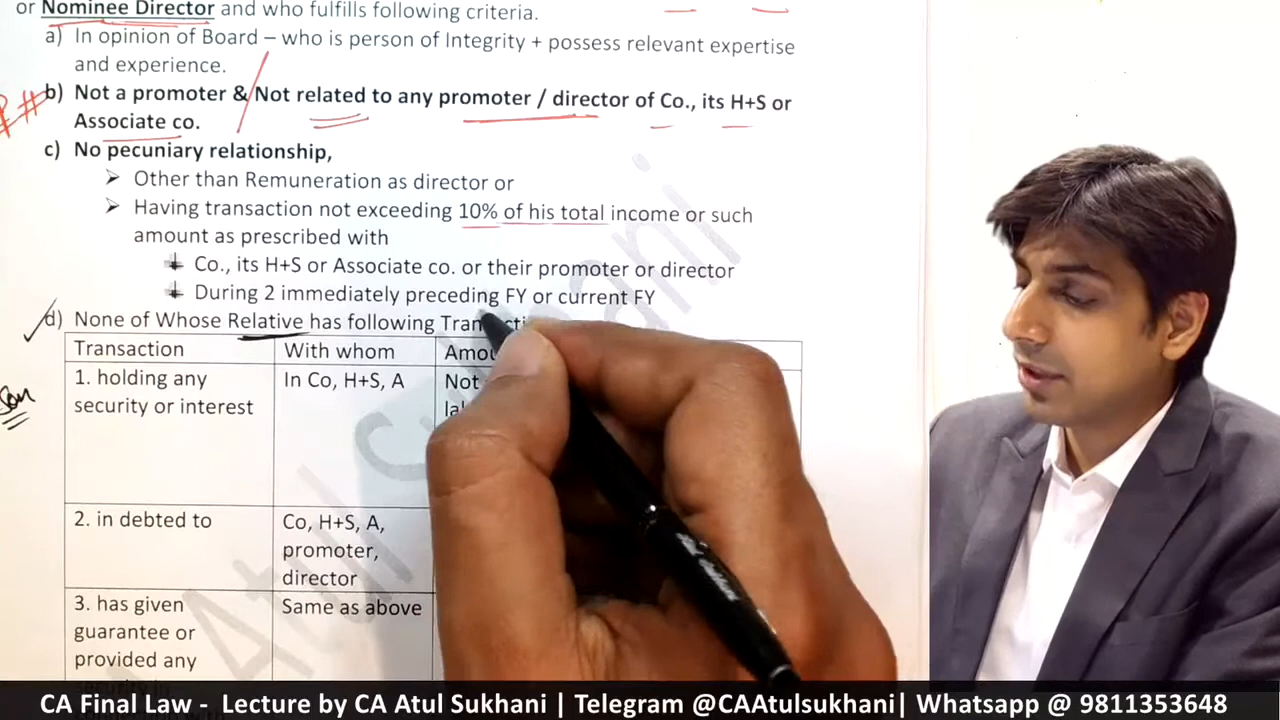 or Nominee Director and who fulfills following criteria.
a) In opinion of Board – who is person of Integrity + possess relevant expertise
and experience.
b) Not a promoter & Not related to any promoter / director of Co., its H+S or
Associate co.
c) No pecuniary relationship,
➤ Other than Remuneration as director or
➤ Having transaction not exceeding 10% of his total income or such
amount as prescribed with
Co., its H+S or Associate co. or their promoter or director
During 2 immediately preceding FY or current FY
d) None of Whose Relative has following
Transaction
With whom
1. holding any
security or interest
In Co, H+S, A
Not
2. in debted to
Co, H+S, A,
promoter,
director
3. has given
guarantee or
provided any
Same as above
Atul Sukhani
CA Final Law - Lecture by CA Atul Sukhani | Telegram @CAAtulsukhani| Whatsapp @ 9811353648